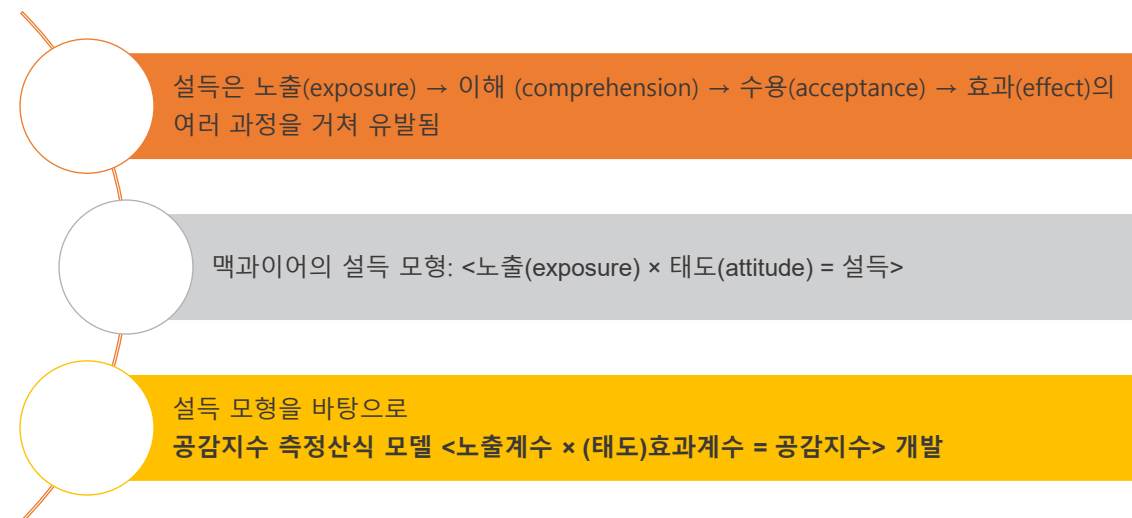 설득은 노출(exposure) → 이해 (comprehension) → 수용(acceptance) → 효과(effect)의
여러 과정을 거쳐 유발됨
맥과이어의 설득 모형: <노출(exposure) × 태도(attitude) = 설득>
설득 모형을 바탕으로
공감지수 측정산식 모델 <노출계수 × (태도)효과계수 = 공감지수> 개발